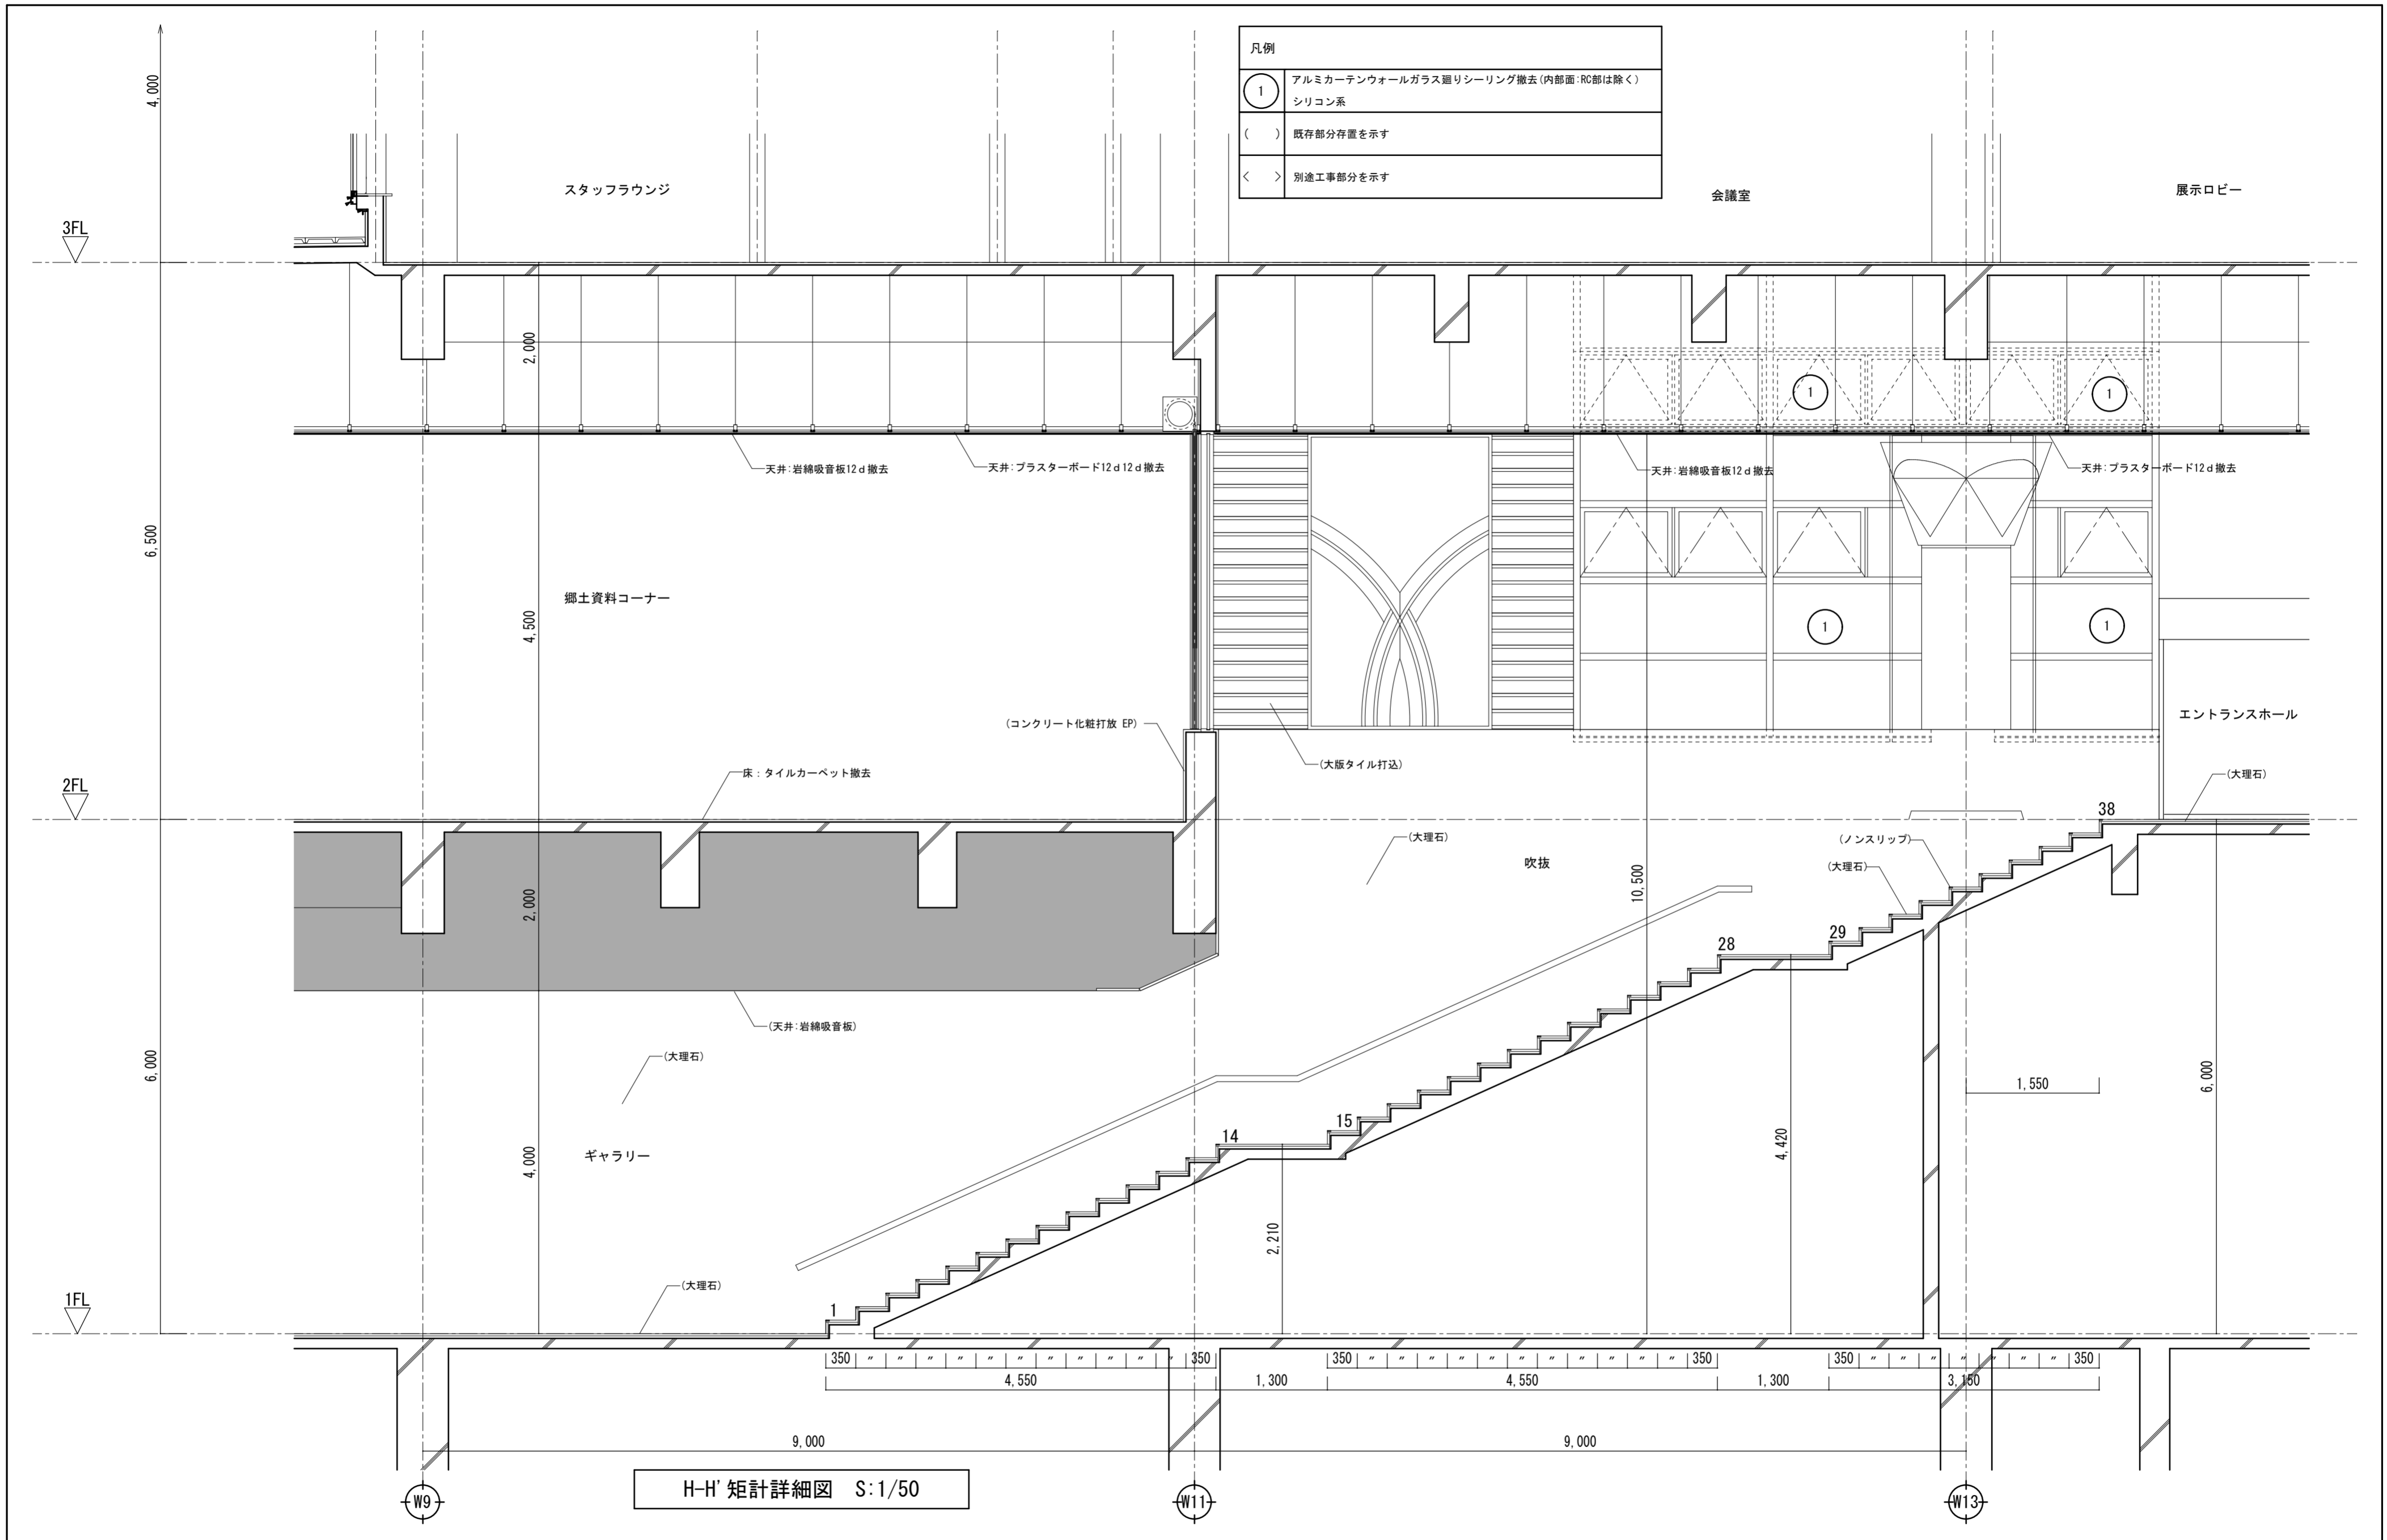 凡例
1 アルミカーテンウォールガラス廻りシーリング撤去(内部面:RC部は除く)
シリコン系
(　) 既存部分存置を示す
〈　〉 別途工事部分を示す
4,000
スタッフラウンジ
会議室
展示ロビー
3FL
2,000
1
1
天井:岩綿吸音板12d撤去
天井:プラスターボード12d12d撤去
天井:岩綿吸音板12d撤去
天井:プラスターボード12d撤去
6,500
郷土資料コーナー
4,500
1
1
(コンクリート化粧打放 EP)
エントランスホール
(大版タイル打込)
床:タイルカーペット撤去
(大理石)
2FL
38
(大理石)
(ノンスリップ)
吹抜
(大理石)
10,500
2,000
29
28
(天井:岩綿吸音板)
(大理石)
6,000
1,550
6,000
15
14
4,420
4,000
ギャラリー
2,210
(大理石)
1FL
1
350 〃 〃 〃 〃 〃 〃 〃 〃 〃 〃 〃 350
350 〃 〃 〃 〃 〃 〃 〃 〃 〃 〃 〃 350
350 〃 〃 〃 〃 〃 〃 〃 350
4,550
1,300
4,550
1,300
3,150
9,000
9,000
H-H' 矩計詳細図 S:1/50
W9
W11
W13